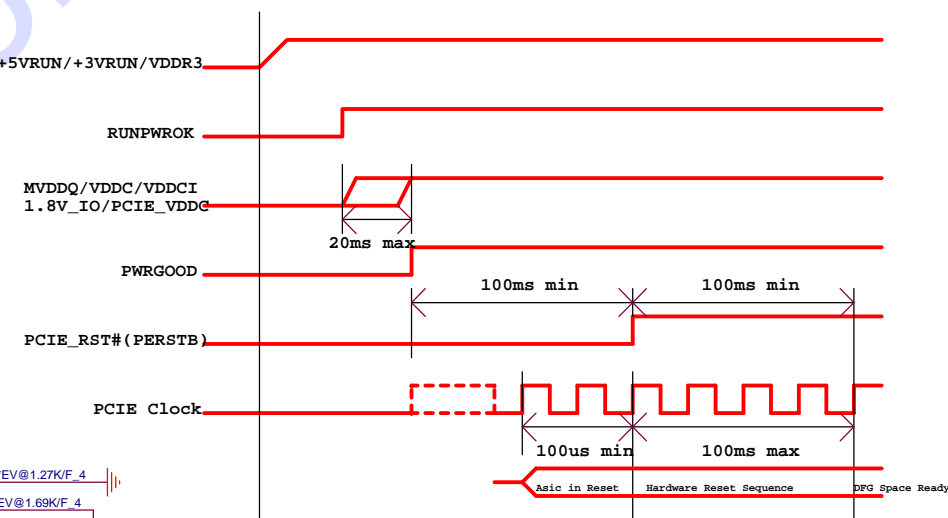 +5VRUN/+3VRUN/VDDR3
RUNPWROK
MVDDQ/VDDC/VDDCI
1.8V_IO/PCIE_VDDC
20ms max
PWRGOOD
100ms min
100ms min
PCIE_RST#(PERSTB)
PCIE Clock
100us min
100ms max
EV@1.27K/F_4
EV@1.69K/F_4
Asic in Reset
Hardware Reset Sequence
DFG Space Ready